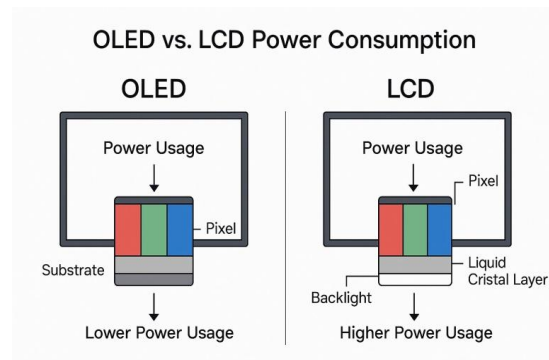 OLED vs. LCD Power Consumption
OLED
Power Usage
Pixel
Substrate
Lower Power Usage
LCD
Power Usage
Pixel
Liquid
Cristal Layer
Backlight
Higher Power Usage